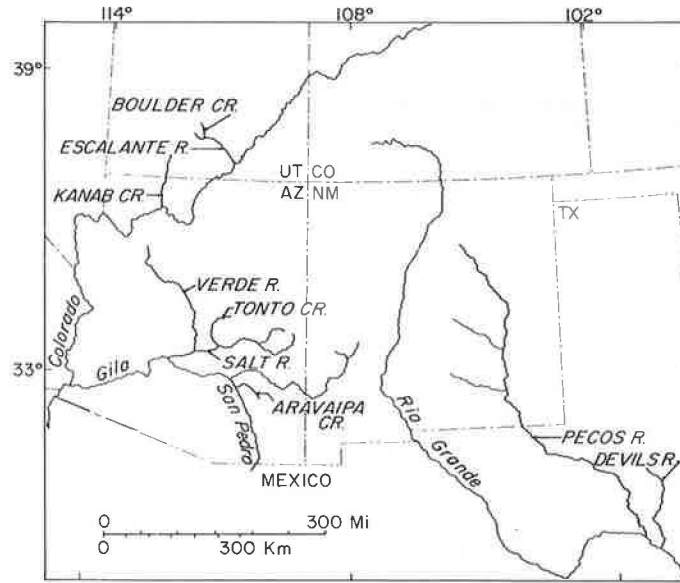 114° 108° 102°
39°
BOULDER CR.
ESCALANTE R.
UT CO
KANAB CR.
AZ NM
TX
VERDE R.
TONTO CR.
Colorado
33°
Gila
SALT R.
San Pedro
ARAVAIPA
CR.
Rio Grande
PECOS R.
DEVILS R.
MEXICO
0 300 Mi
0 300 Km